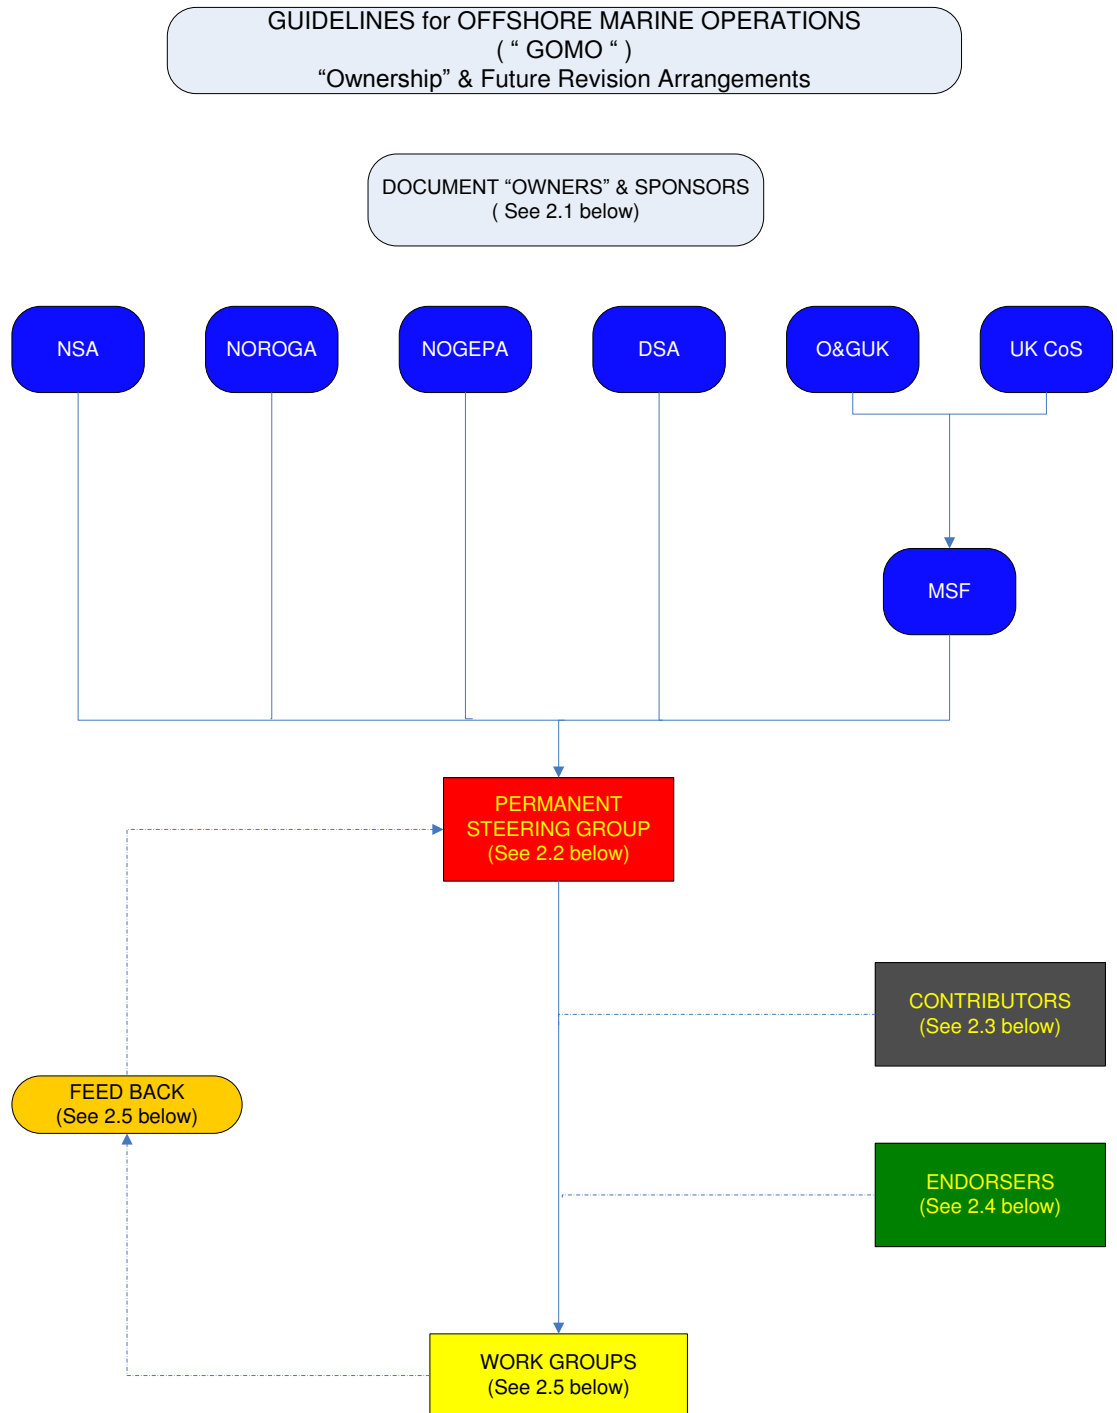 GUIDELINES for OFFSHORE MARINE OPERATIONS
( “ GOMO “ )
“Ownership” & Future Revision Arrangements
DOCUMENT “OWNERS” & SPONSORS
( See 2.1 below)
NSA
NOROGA
NOGEPA
DSA
O&GUK
UK CoS
MSF
PERMANENT
STEERING GROUP
(See 2.2 below)
CONTRIBUTORS
(See 2.3 below)
FEED BACK
(See 2.5 below)
ENDORSERS
(See 2.4 below)
WORK GROUPS
(See 2.5 below)